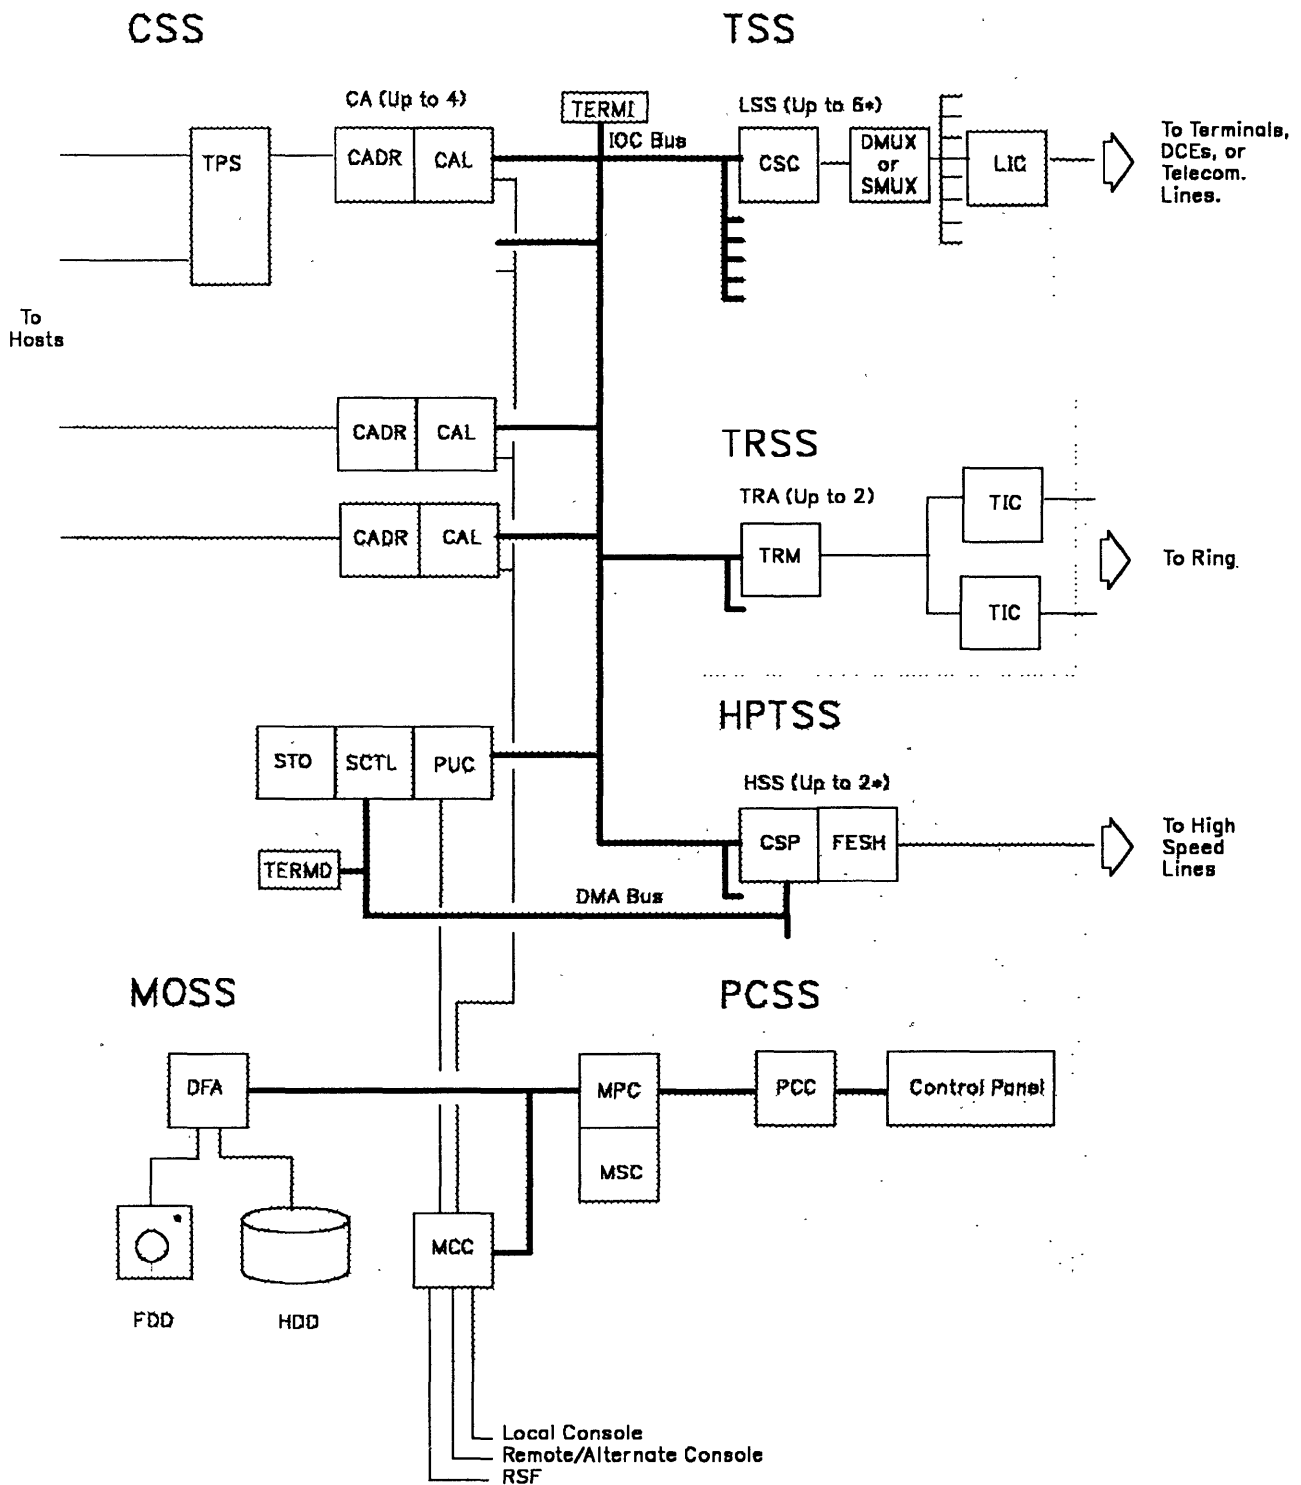 CSS
TSS
CA (Up to 4)
TERMI
LSS (Up to 6*)
IOC Bus
TPS
CADR
CAL
CSC
DMUX
or
SMUX
LIC
To Terminals,
DCEs, or
Telecom.
Lines.
To
Hosts
CADR
CAL
TRSS
TRA (Up to 2)
TIC
CADR
CAL
TRM
To Ring
TIC
HPTSS
STO
SCTL
PUC
HSS (Up to 2*)
CSP
FESH
To High
Speed
Lines
TERMD
DMA Bus
MOSS
PCSS
DFA
MPC
PCC
Control Panel
MSC
MCC
FDD
HDD
Local Console
Remote/Alternate Console
RSF